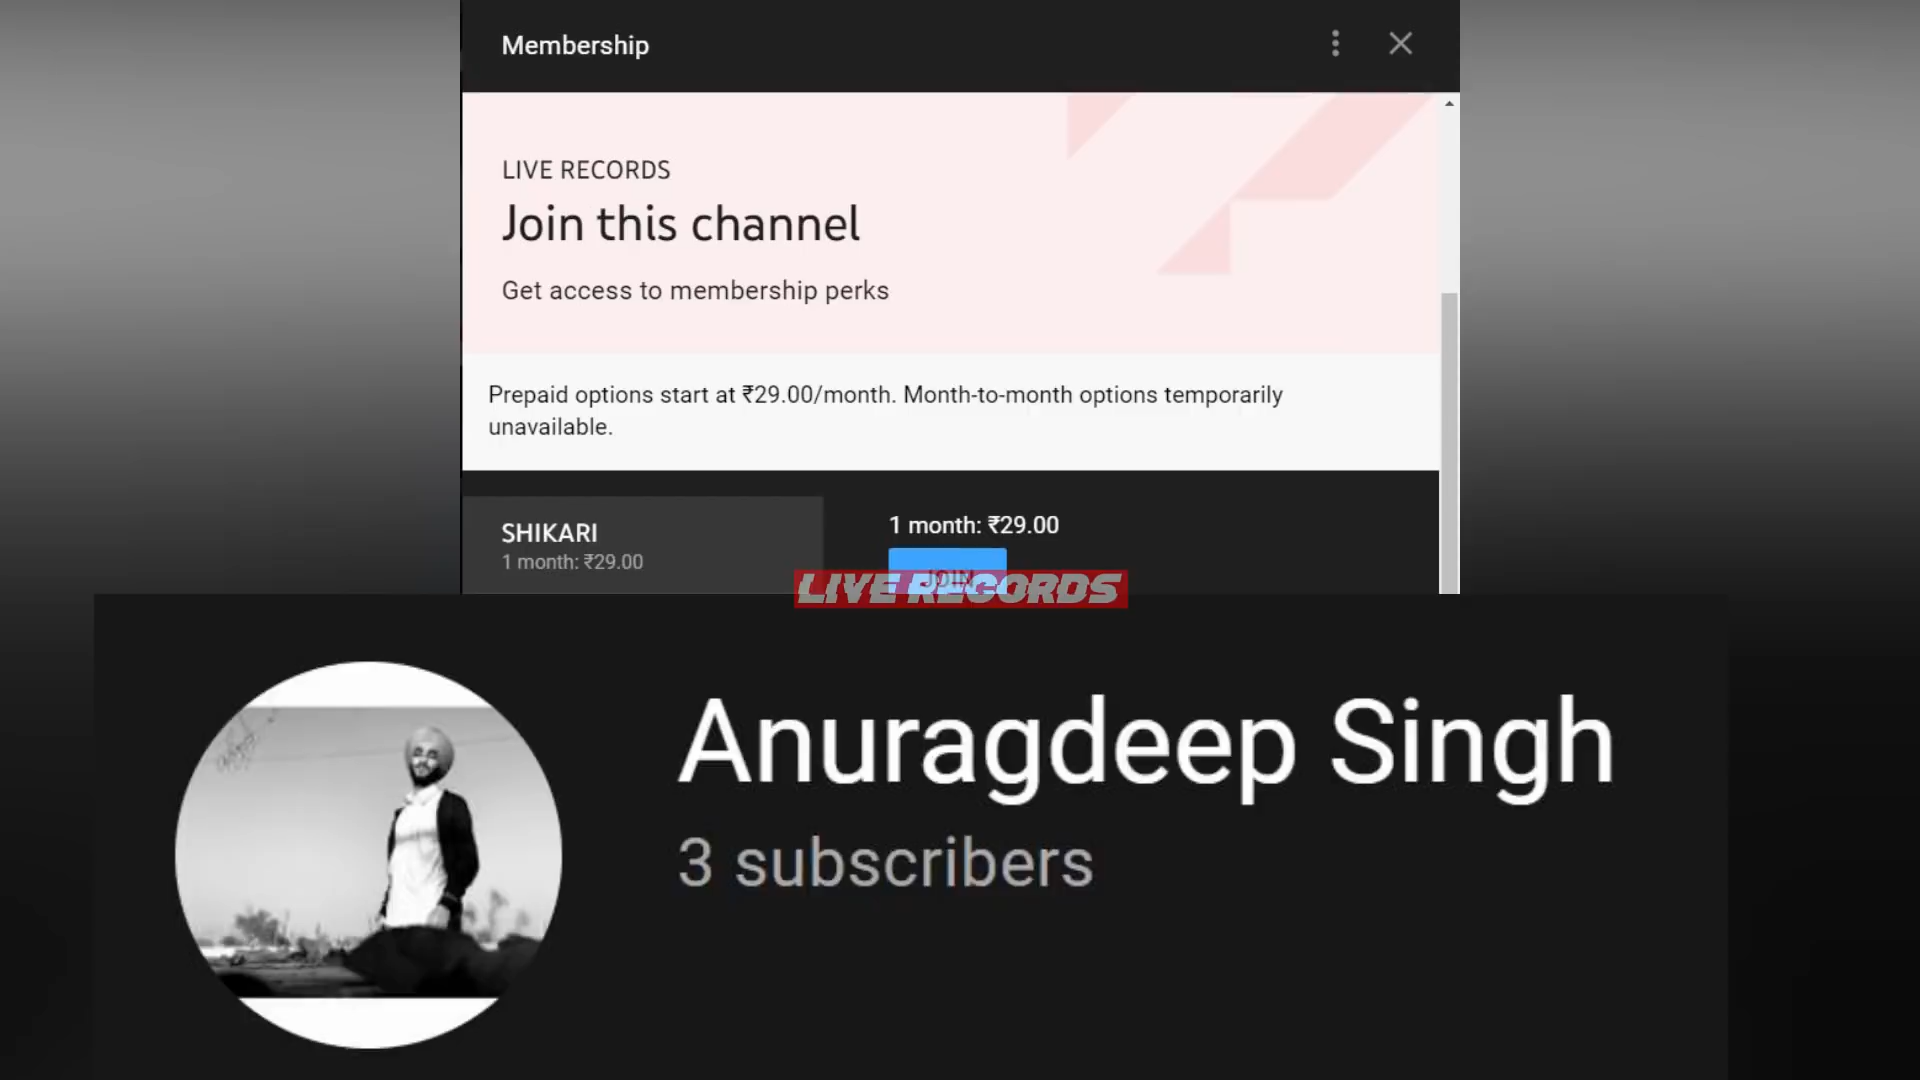 Membership
LIVE RECORDS
Join this channel
Get access to membership perks
Prepaid options start at ₹29.00/month. Month-to-month options temporarily
unavailable.
SHIKARI
1 month: ₹29.00
1 month: ₹29.00
JOIN
LIVE RECORDS
Anuragdeep Singh
3 subscribers